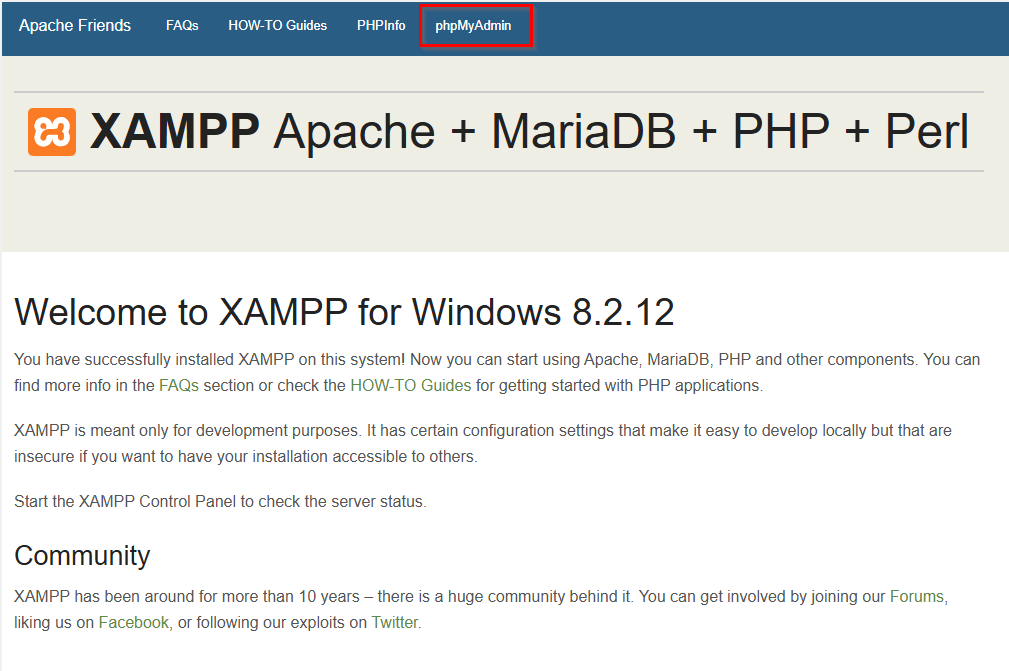 Apache Friends FAQs HOW-TO Guides PHPInfo phpMyAdmin
XAMPP Apache + MariaDB + PHP + Perl
Welcome to XAMPP for Windows 8.2.12
You have successfully installed XAMPP on this system! Now you can start using Apache, MariaDB, PHP and other components. You can
find more info in the FAQs section or check the HOW-TO Guides for getting started with PHP applications.
XAMPP is meant only for development purposes. It has certain configuration settings that make it easy to develop locally but that are
insecure if you want to have your installation accessible to others.
Start the XAMPP Control Panel to check the server status.
Community
XAMPP has been around for more than 10 years – there is a huge community behind it. You can get involved by joining our Forums,
liking us on Facebook, or following our exploits on Twitter.